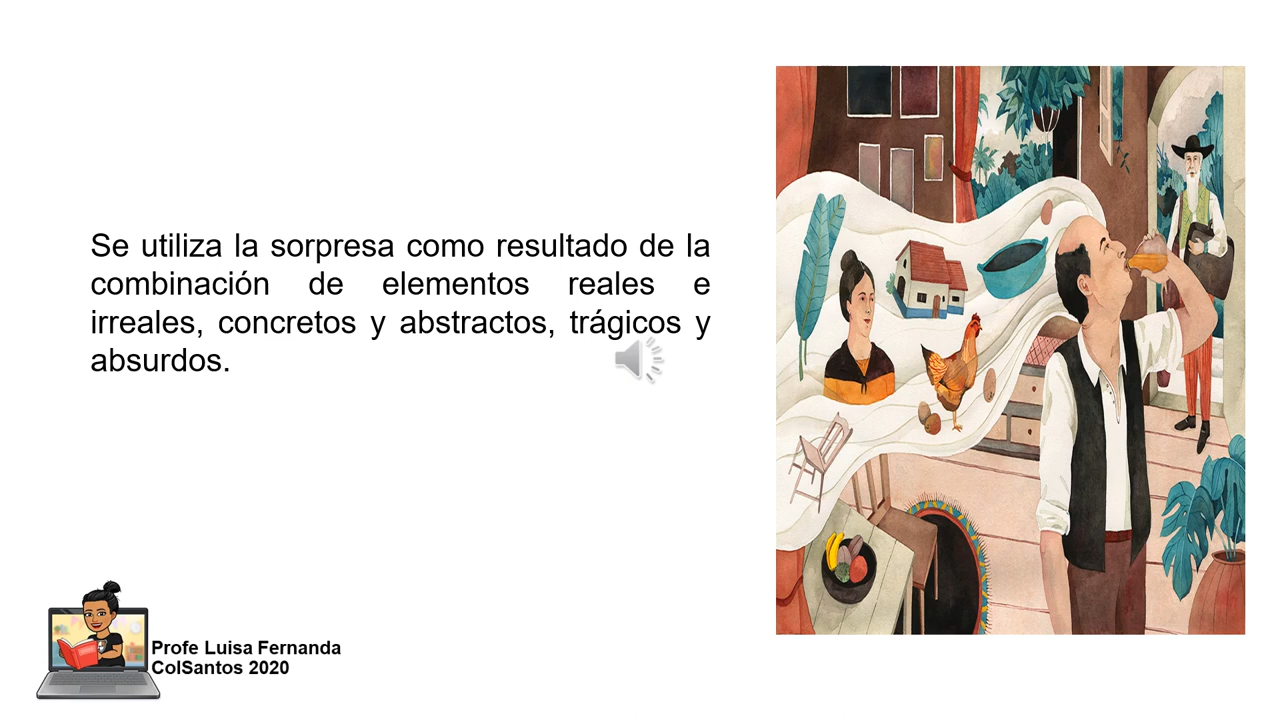 Se utiliza la sorpresa como resultado de la
combinación de elementos reales e
irreales, concretos y abstractos, trágicos y
absurdos.
Profe Luisa Fernanda
ColSantos 2020